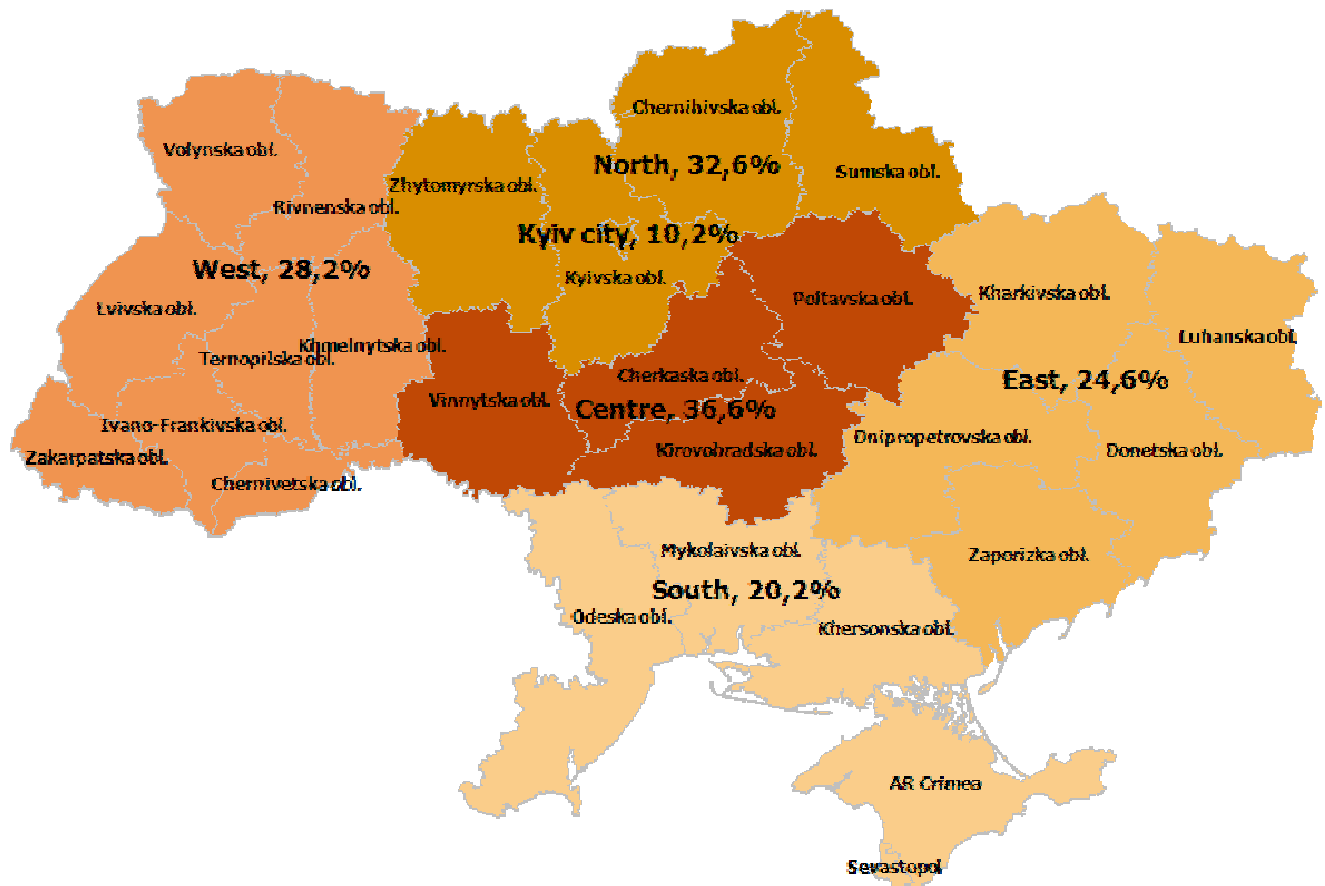 Chernihivska obl.
Volynska obl.
North, 32,6%
Sumska obl.
Zhytomyrska obl.
Rivnenska obl.
Kyiv city, 10,2%
West, 28,2%
Kyivska obl.
Kharkivska obl.
Poltavska obl.
Lvivska obl.
Luhanska obl.
Khmelnytska obl.
Ternopilska obl.
Cherkaska obl.
East, 24,6%
Vinnytska obl.
Centre, 36,6%
Ivano-Frankivska obl.
Dnipropetrovska obl.
Kirovohradska obl.
Donetska obl.
Zakarpatska obl.
Chernivetska obl.
Mykolaivska obl.
Zaporizka obl.
South, 20,2%
Odeska obl.
Khersonska obl.
AR Crimea
Sevastopol